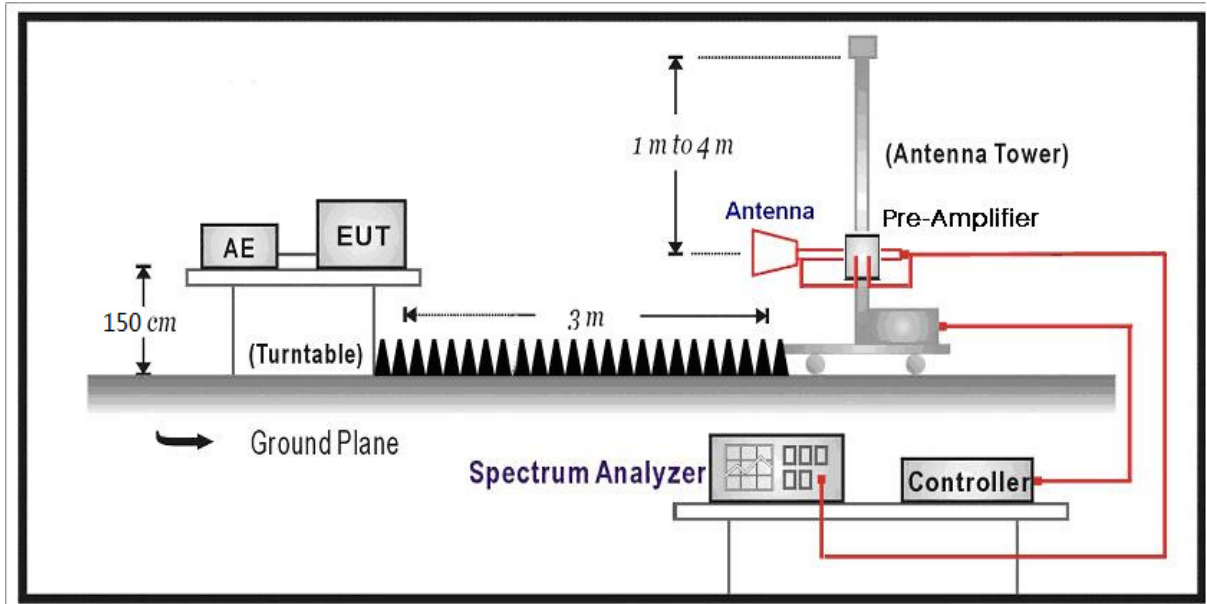 1 m to 4 m
(Antenna Tower)
Antenna
Pre-Amplifier
AE
EUT
150 cm
3 m
(Turntable)
Ground Plane
Spectrum Analyzer
Controller